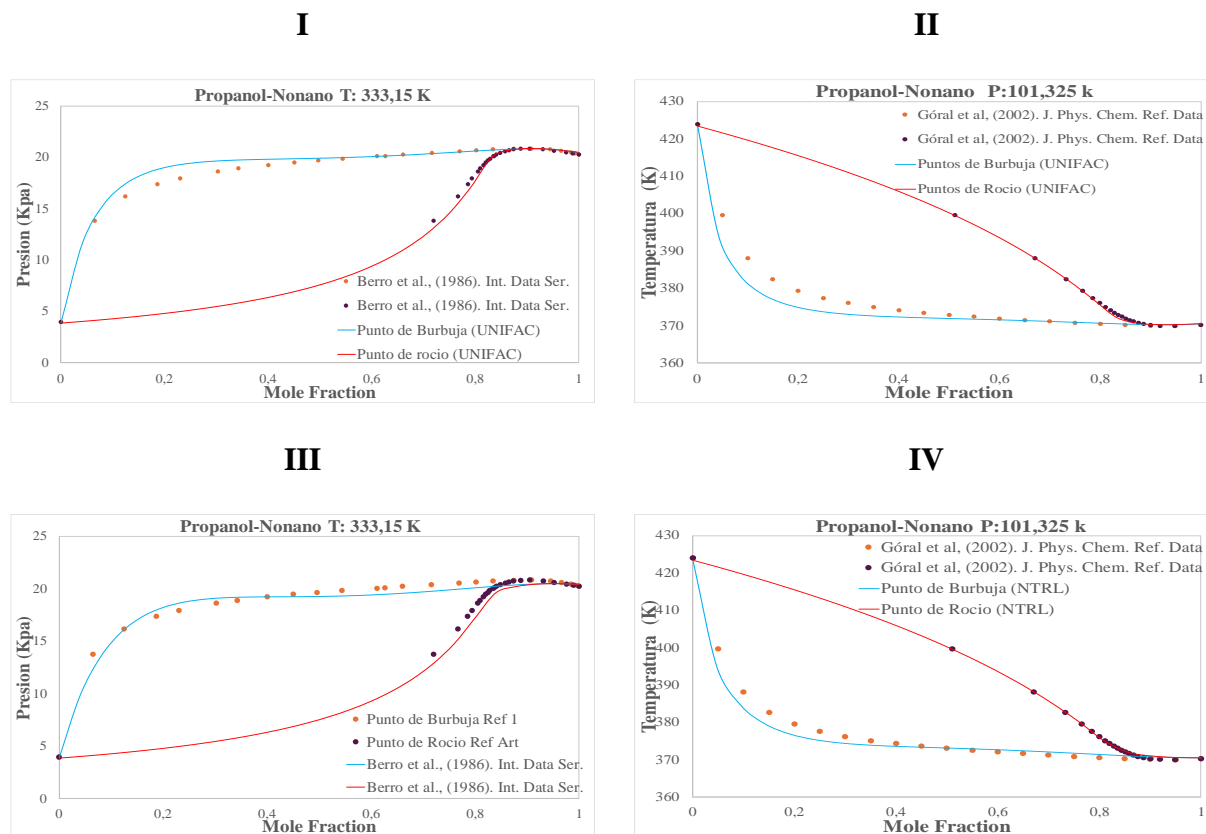 I
Propanol-Nonano T: 333,15 K
25
20
15
10
5
0
Presion (Kpa)
Berro et al., (1986). Int. Data Ser.
Berro et al., (1986). Int. Data Ser.
Punto de Burbuja (UNIFAC)
Punto de rocio (UNIFAC)
0 0,2 0,4 0,6 0,8 1
Mole Fraction
II
Propanol-Nonano P:101,325 k
430
420
410
400
390
380
370
360
Temperatura (K)
Góral et al, (2002). J. Phys. Chem. Ref. Data
Góral et al, (2002). J. Phys. Chem. Ref. Data
Puntos de Burbuja (UNIFAC)
Puntos de Rocio (UNIFAC)
0 0,2 0,4 0,6 0,8 1
Mole Fraction
III
Propanol-Nonano T: 333,15 K
25
20
15
10
5
0
Presion (Kpa)
Punto de Burbuja Ref 1
Punto de Rocio Ref Art
Berro et al., (1986). Int. Data Ser.
Berro et al., (1986). Int. Data Ser.
0 0,2 0,4 0,6 0,8 1
Mole Fraction
IV
Propanol-Nonano P:101,325 k
430
420
410
400
390
380
370
360
Temperatura (K)
Góral et al, (2002). J. Phys. Chem. Ref. Data
Góral et al, (2002). J. Phys. Chem. Ref. Data
Punto de Burbuja (NTRL)
Punto de Rocio (NTRL)
0 0,2 0,4 0,6 0,8 1
Mole Fraction